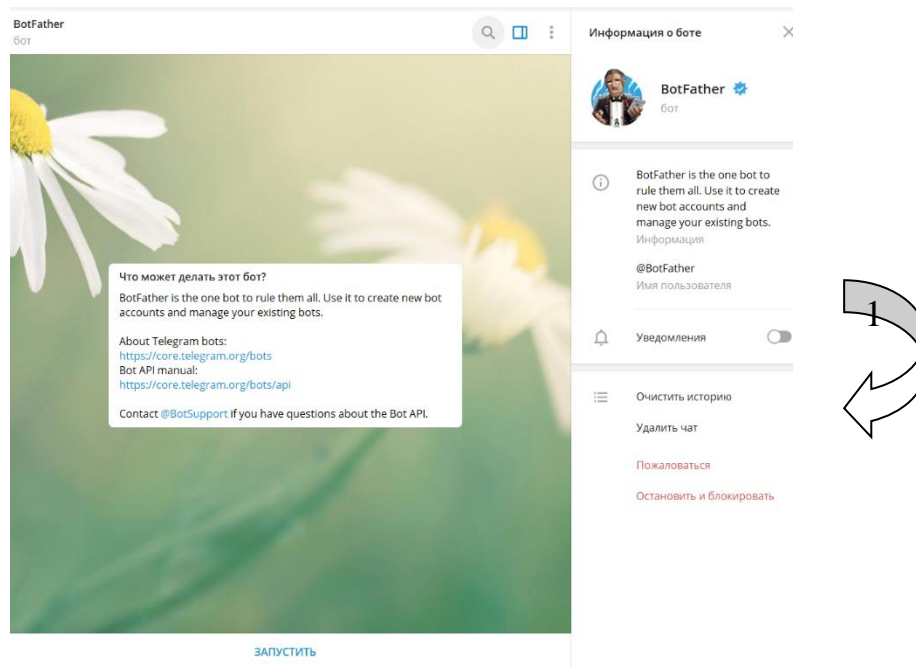 BotFather
бот
Что может делать этот бот?
BotFather is the one bot to rule them all. Use it to create new bot
accounts and manage your existing bots.
About Telegram bots:
https://core.telegram.org/bots
Bot API manual:
https://core.telegram.org/bots/api
Contact @BotSupport if you have questions about the Bot API.
ЗАПУСТИТЬ
Информация о боте
BotFather
бот
BotFather is the one bot to
rule them all. Use it to create
new bot accounts and
manage your existing bots.
Информация
@BotFather
Имя пользователя
Уведомления
Очистить историю
Удалить чат
Пожаловаться
Остановить и блокировать
1